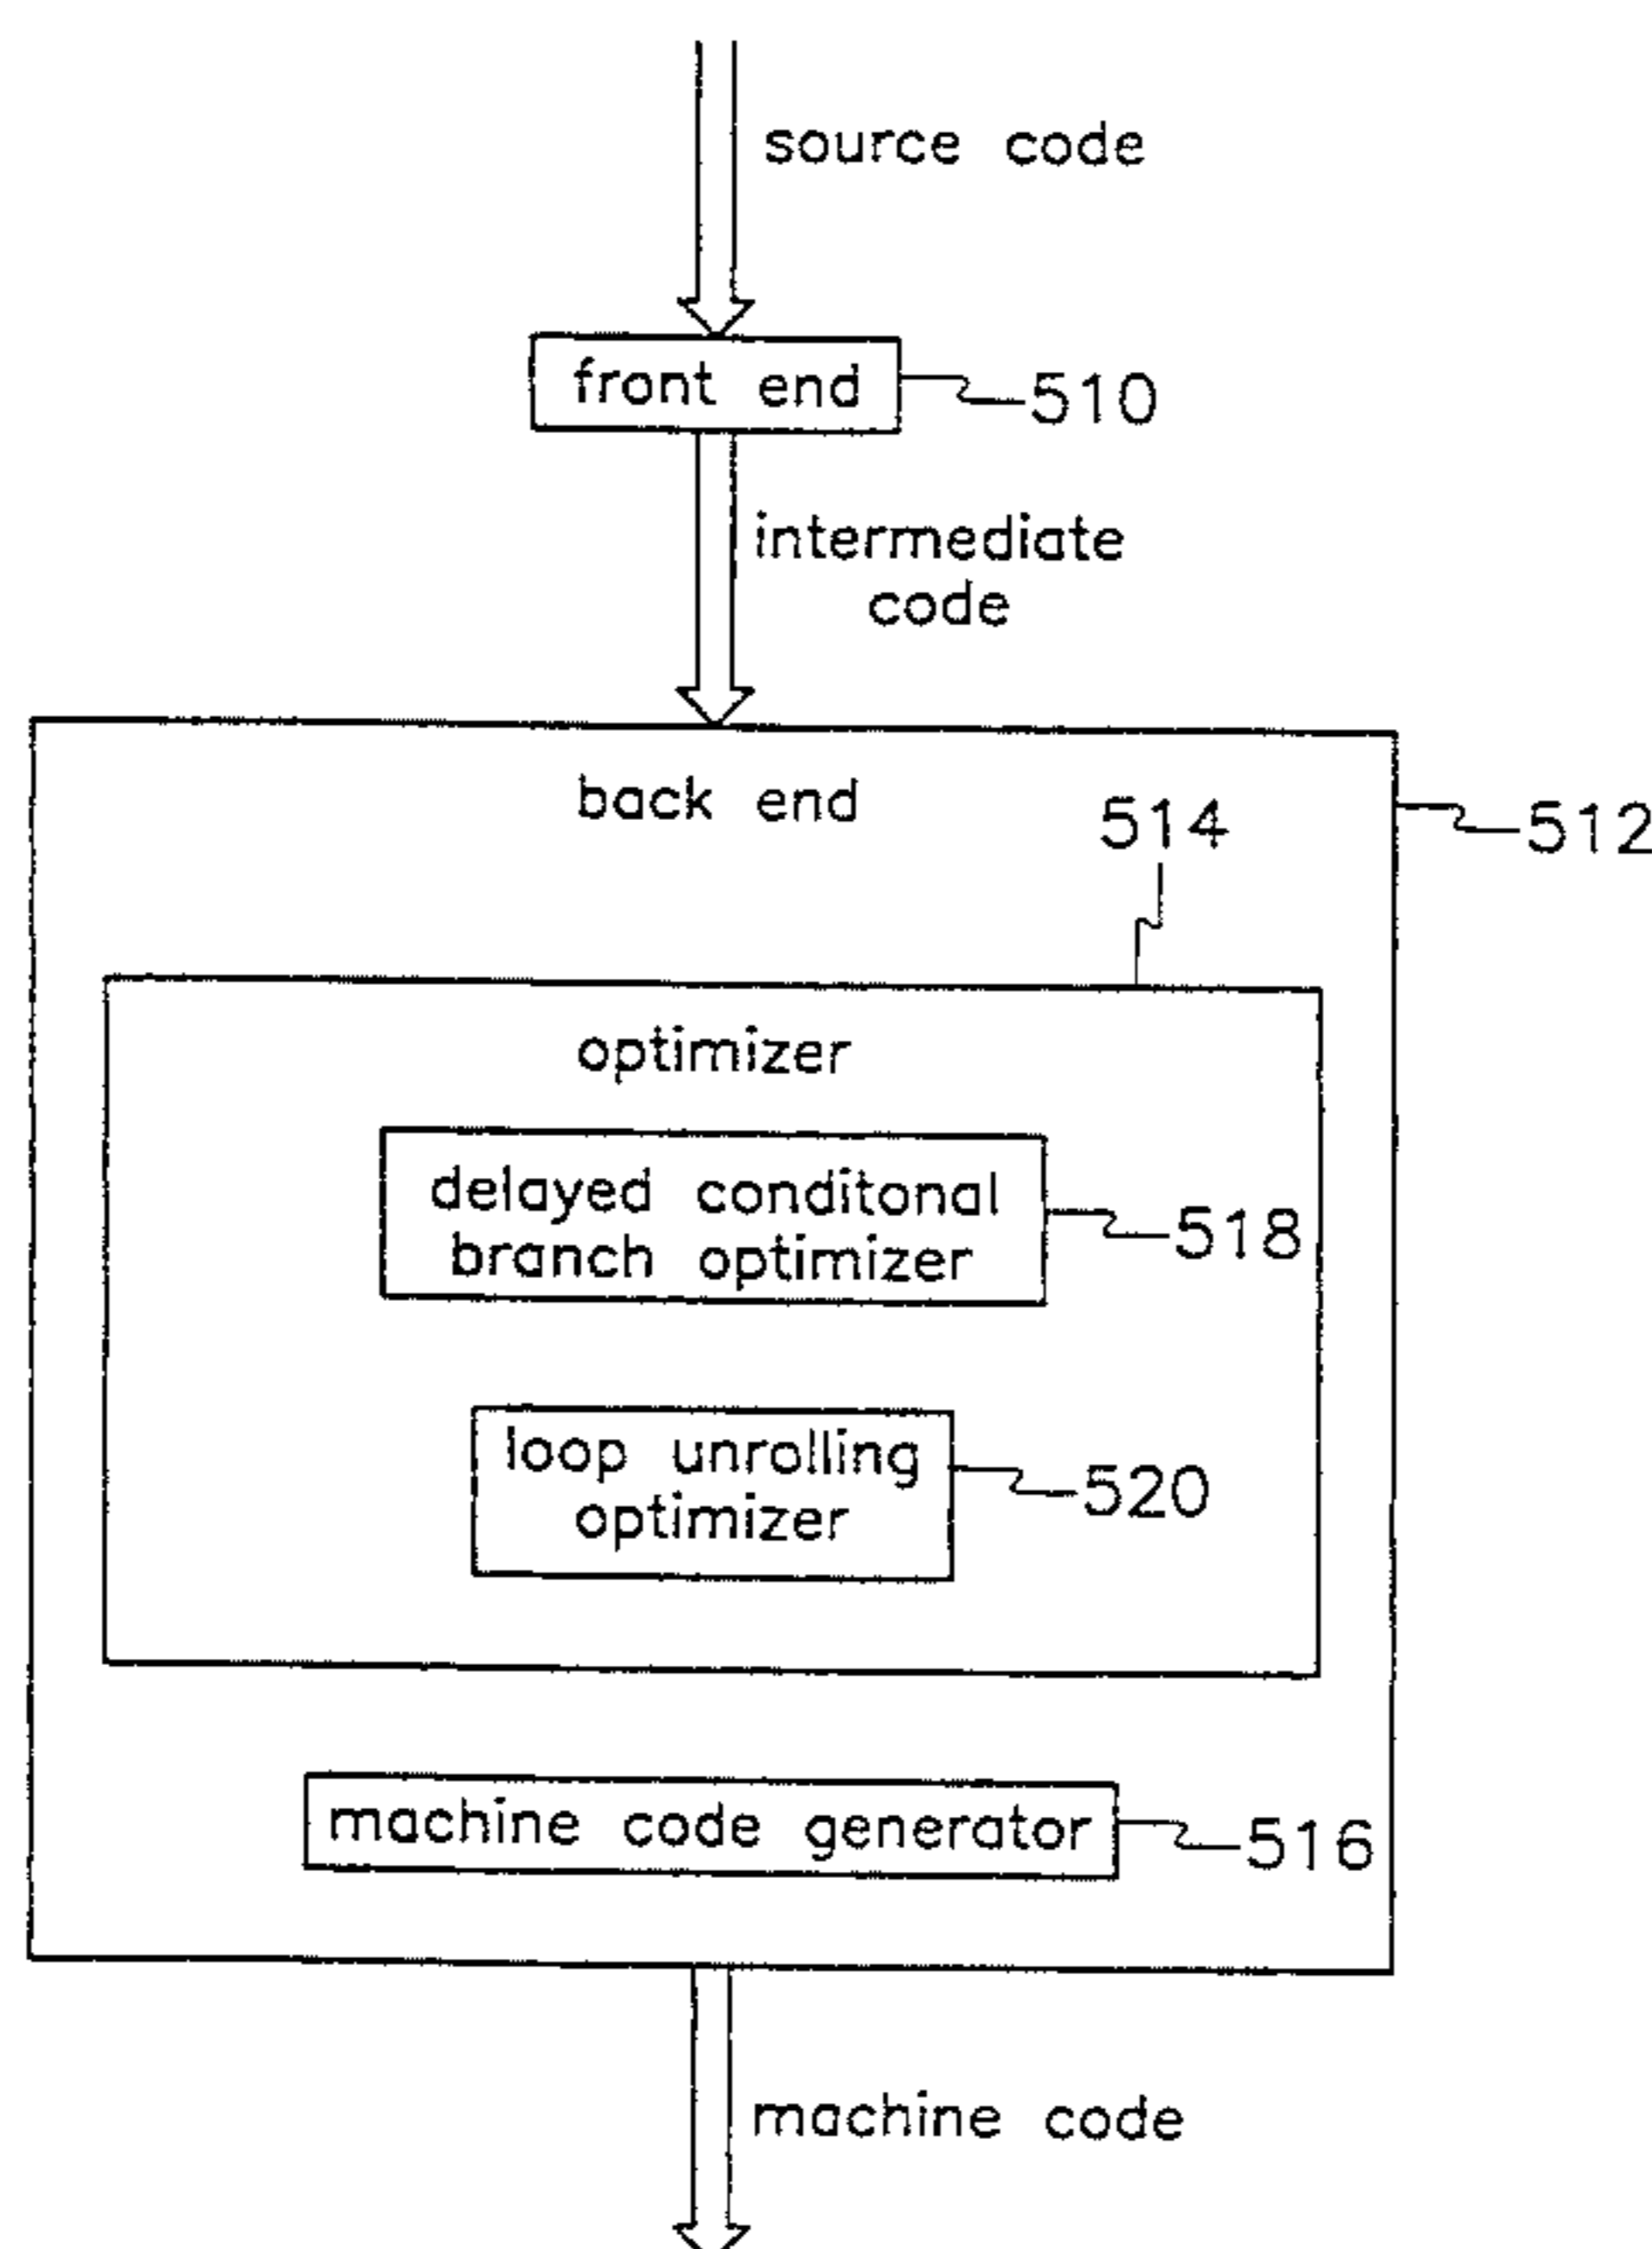 source code
front end
510
intermediate
code
back end
514
512
optimizer
delayed conditonal
branch optimizer
518
loop unrolling
optimizer
520
machine code generator
516
machine code